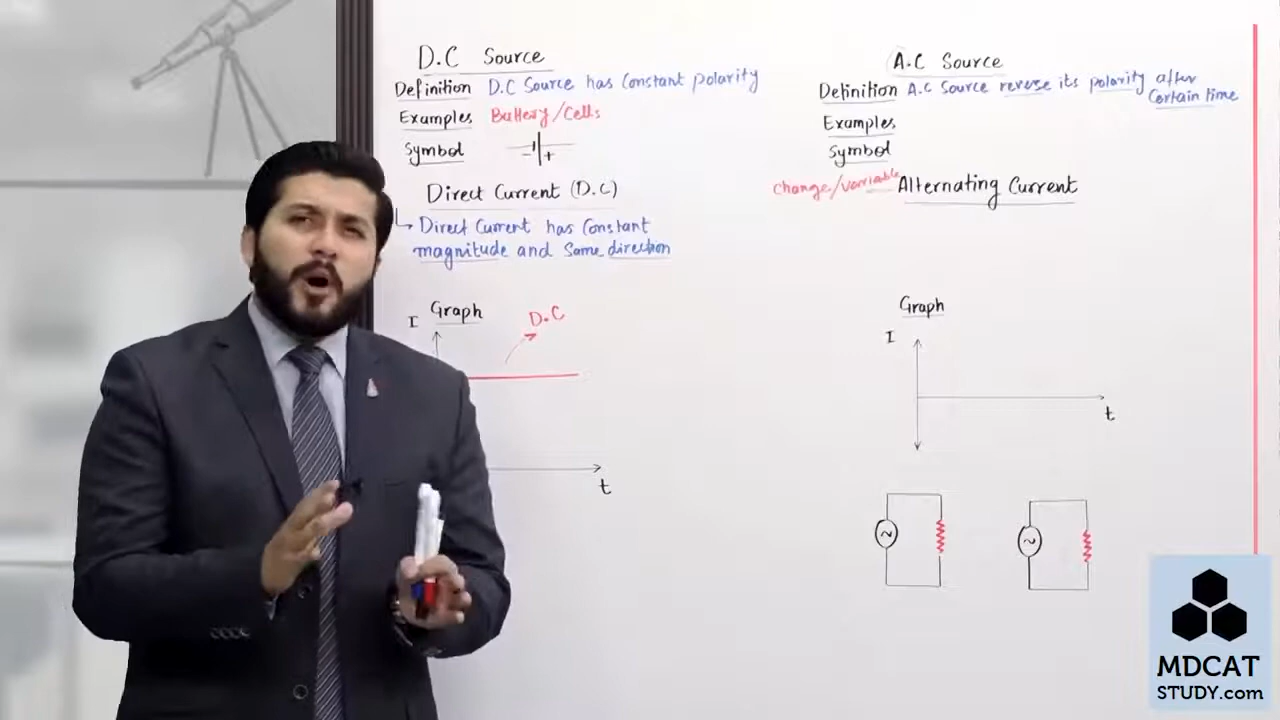 D.C Source
Definition D.C Source has Constant polarity
Examples Battery/Cells
Symbol - +
Direct Current (D.C)
Direct Current has Constant
magnitude and Same direction
I Graph
D.C
t
A.C Source
Definition A.C Source reverse its polarity after
Certain time
Examples
Symbol
change/variable Alternating Current
Graph
I
t
~ ~
MDCAT
STUDY.com